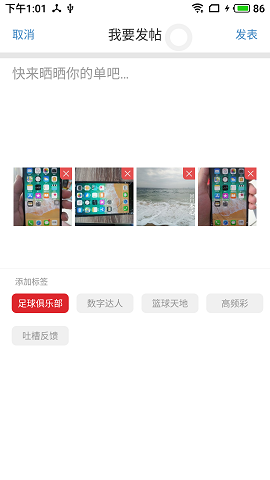 下午1:01 86
取消 我要发帖 发表
快来晒晒你的单吧...
添加标签
足球俱乐部 数字达人 篮球天地 高频彩
吐槽反馈